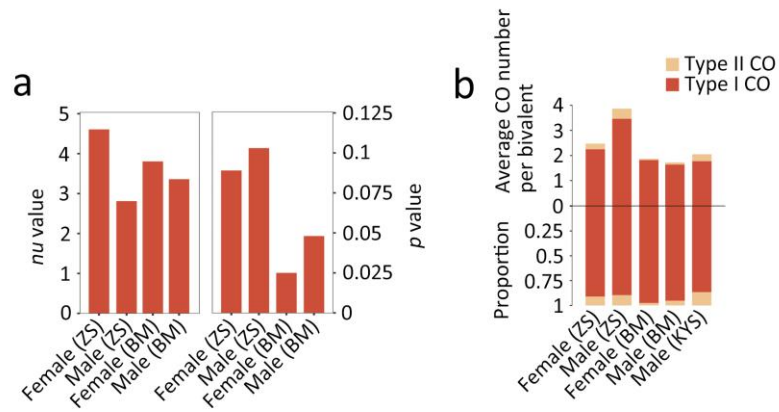 a
nu value
5
4
3
2
1
0
Female (ZS)
Male (ZS)
Female (BM)
Male (BM)
p value
0.125
0.1
0.075
0.05
0.025
0
Female (ZS)
Male (ZS)
Female (BM)
Male (BM)
b
Type II CO
Type I CO
Average CO number
per bivalent
4
3
2
1
0
Proportion
0.25
0.5
0.75
1
Female (ZS)
Male (ZS)
Female (BM)
Male (BM)
Male (KYS)